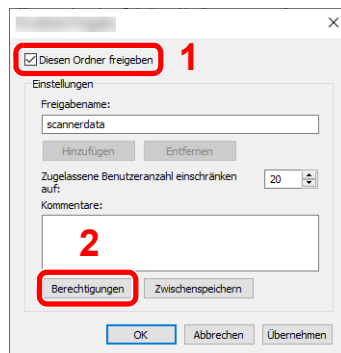 Diesen Ordner freigeben
1
Einstellungen
Freigabename:
scannerdata
Hinzufügen Entfernen
Zugelassene Benutzeranzahl einschränken
auf:
20
Kommentare:
2
Berechtigungen Zwischenspeichern
OK Abbrechen Übernehmen